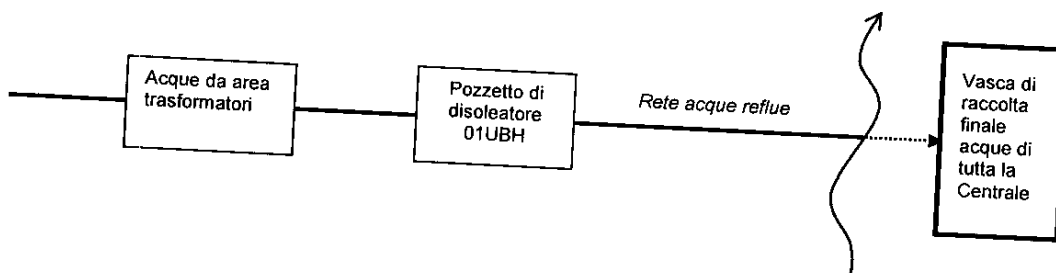 Acque da area
trasformatori
Pozzetto di
disoleatore
01UBH
Rete acque reflue
Vasca di
raccolta
finale
acque di
tutta la
Centrale